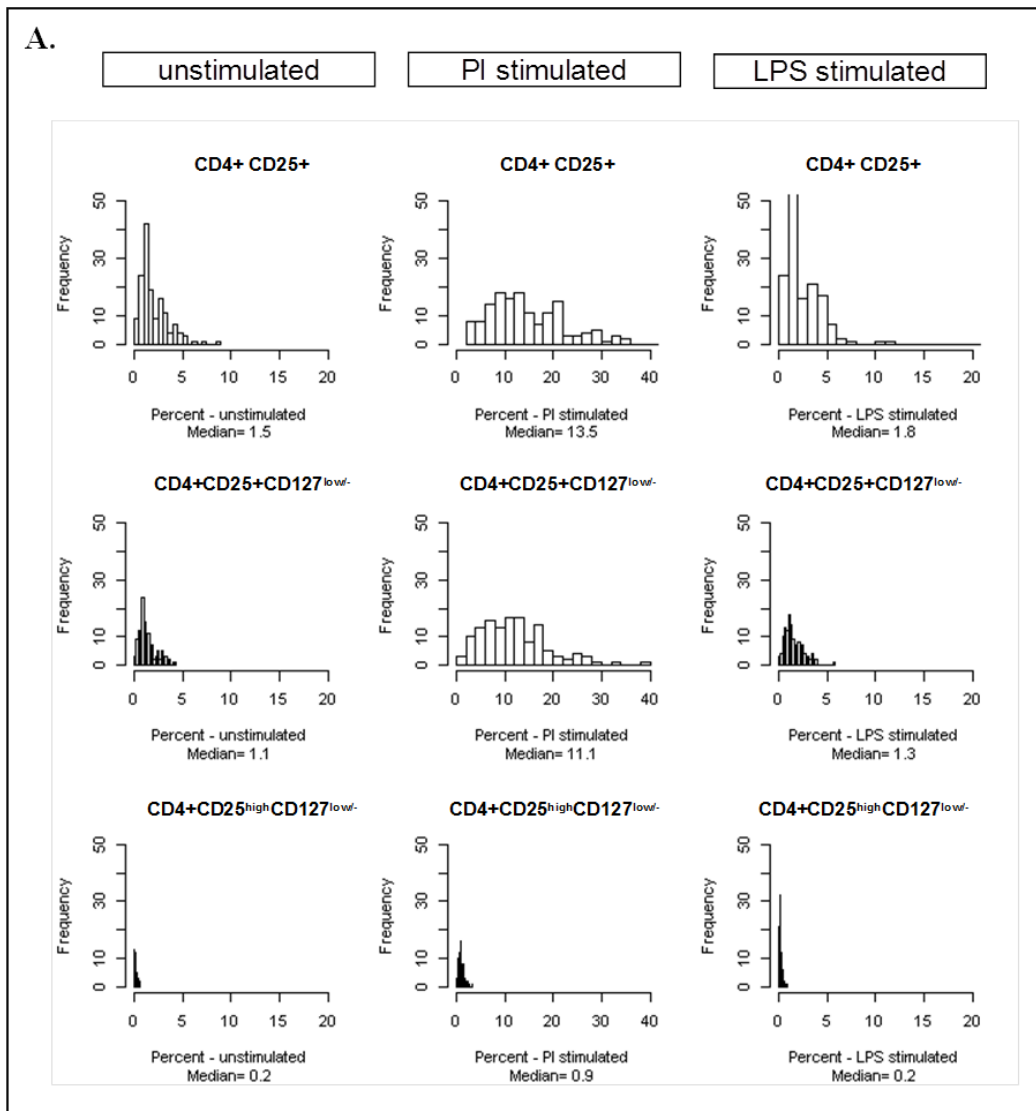 A.
unstimulated PI stimulated LPS stimulated
CD4+ CD25+ CD4+ CD25+ CD4+ CD25+
Frequency
50
30
10
0
0 5 10 15 20
Percent - unstimulated
Median= 1.5
Frequency
50
30
10
0
0 10 20 30 40
Percent - PI stimulated
Median= 13.5
Frequency
50
30
10
0
0 5 10 15 20
Percent - LPS stimulated
Median= 1.8
CD4+CD25+CD127low/- CD4+CD25+CD127low/- CD4+CD25+CD127low/-
Frequency
50
30
10
0
0 5 10 15 20
Percent - unstimulated
Median= 1.1
Frequency
50
30
10
0
0 10 20 30 40
Percent - PI stimulated
Median= 11.1
Frequency
50
30
10
0
0 5 10 15 20
Percent - LPS stimulated
Median= 1.3
CD4+CD25highCD127low/- CD4+CD25highCD127low/- CD4+CD25highCD127low/-
Frequency
50
30
10
0
0 5 10 15 20
Percent - unstimulated
Median= 0.2
Frequency
50
30
10
0
0 10 20 30 40
Percent - PI stimulated
Median= 0.9
Frequency
50
30
10
0
0 5 10 15 20
Percent - LPS stimulated
Median= 0.2